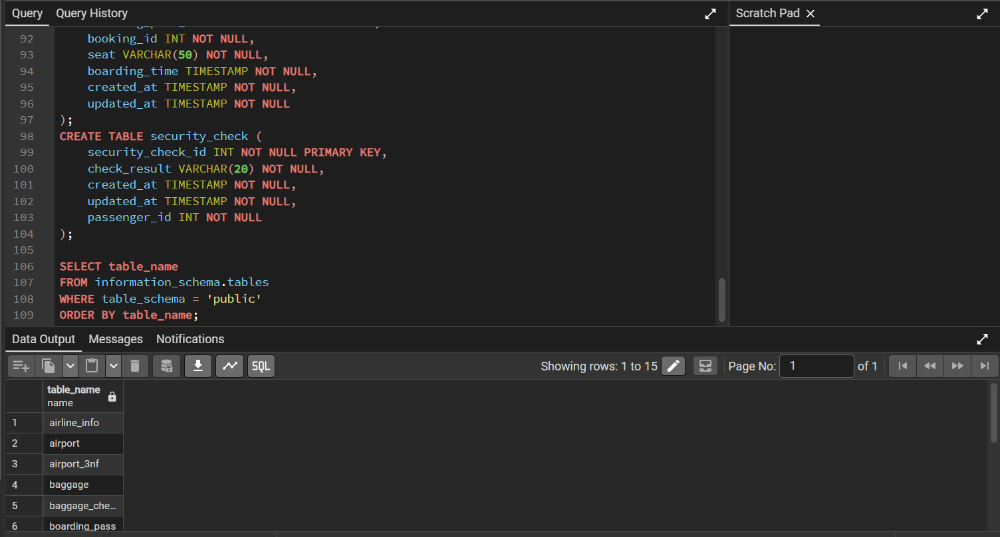 Query Query History
Scratch Pad
92 booking_id INT NOT NULL,
93 seat VARCHAR(50) NOT NULL,
94 boarding_time TIMESTAMP NOT NULL,
95 created_at TIMESTAMP NOT NULL,
96 updated_at TIMESTAMP NOT NULL
97 );
98 CREATE TABLE security_check (
99 security_check_id INT NOT NULL PRIMARY KEY,
100 check_result VARCHAR(20) NOT NULL,
101 created_at TIMESTAMP NOT NULL,
102 updated_at TIMESTAMP NOT NULL,
103 passenger_id INT NOT NULL
104 );
105
106 SELECT table_name
107 FROM information_schema.tables
108 WHERE table_schema = 'public'
109 ORDER BY table_name;
Data Output Messages Notifications
SQL Showing rows: 1 to 15 Page No: 1 of 1
table_name
name
1 airline_info
2 airport
3 airport_3nf
4 baggage
5 baggage_che...
6 boarding_pass